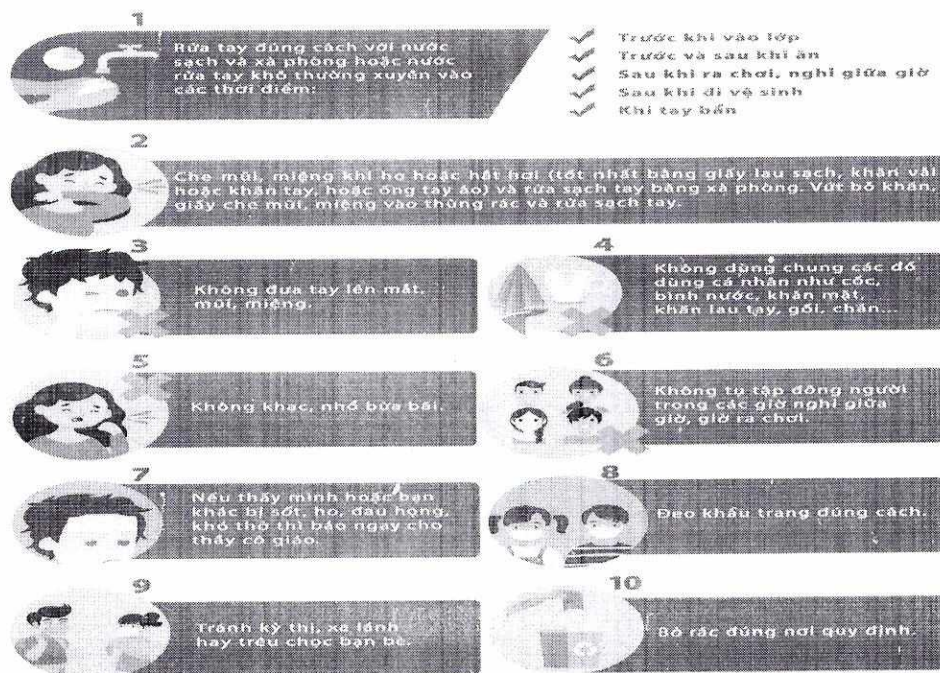 1
Rửa tay đúng cách với nước
sạch và xà phòng hoặc nước
rửa tay khô thường xuyên vào
các thời điểm:
Trước khi vào lớp
Trước và sau khi ăn
Sau khi ra chơi, nghỉ giữa giờ
Sau khi đi vệ sinh
Khi tay bẩn
2
Che mũi, miệng khi ho hoặc hắt hơi (tốt nhất bằng giấy lau sạch, khăn vải
hoặc khăn tay, hoặc ống tay áo) và rửa sạch tay bằng xà phòng. Vứt bỏ khăn,
giấy che mũi, miệng vào thùng rác và rửa sạch tay.
3
Không đưa tay lên mắt,
mũi, miệng.
4
Không dùng chung các đồ
dùng cá nhân như cốc,
bình nước, khăn mặt,
khăn lau tay, gối, chăn...
5
Không khạc, nhổ bừa bãi.
6
Không tụ tập đông người
trong các giờ nghỉ giữa
giờ, giờ ra chơi.
7
Nếu thấy mình hoặc bạn
khác bị sốt, ho, đau họng,
khó thở thì báo ngay cho
thầy cô giáo.
8
Đeo khẩu trang đúng cách.
9
Tránh kỳ thị, xa lánh
hay trêu chọc bạn bè.
10
Bỏ rác đúng nơi quy định.